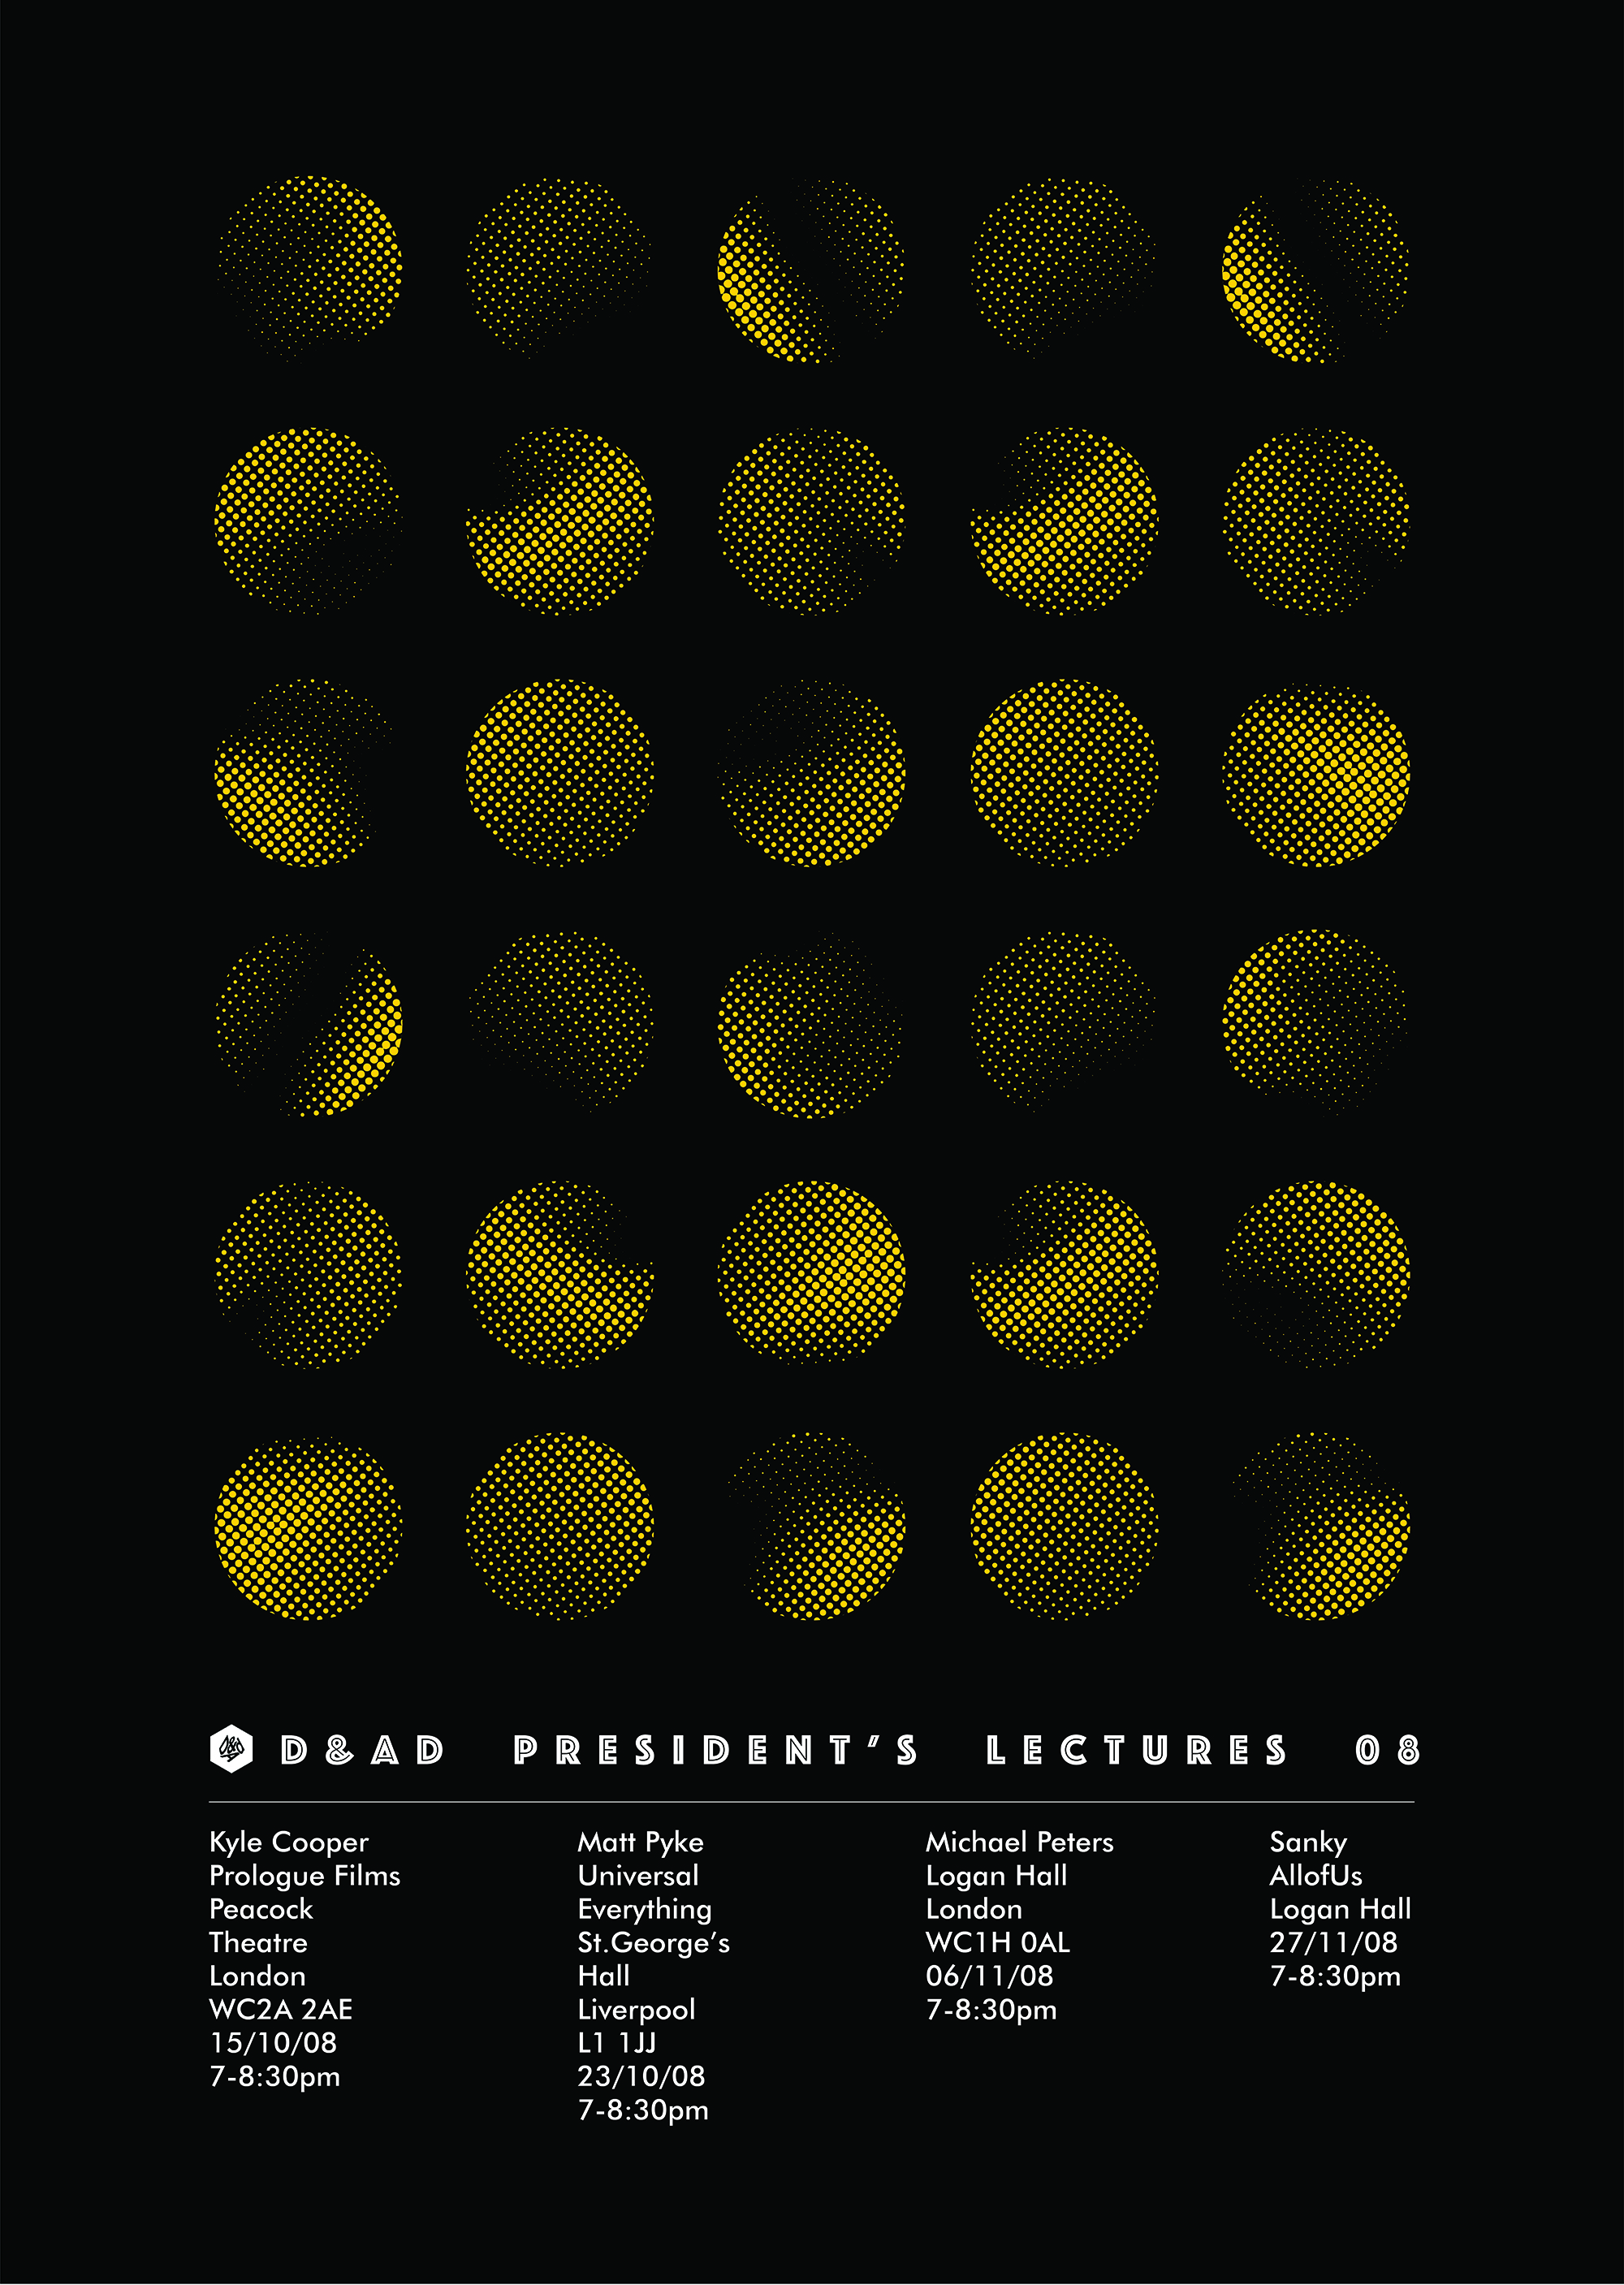 D&AD PRESIDENT'S LECTURES 08
Kyle Cooper
Prologue Films
Peacock
Theatre
London
WC2A 2AE
15/10/08
7-8:30pm
Matt Pyke
Universal
Everything
St.George's
Hall
Liverpool
L1 1JJ
23/10/08
7-8:30pm
Michael Peters
Logan Hall
London
WC1H 0AL
06/11/08
7-8:30pm
Sanky
AllofUs
Logan Hall
27/11/08
7-8:30pm